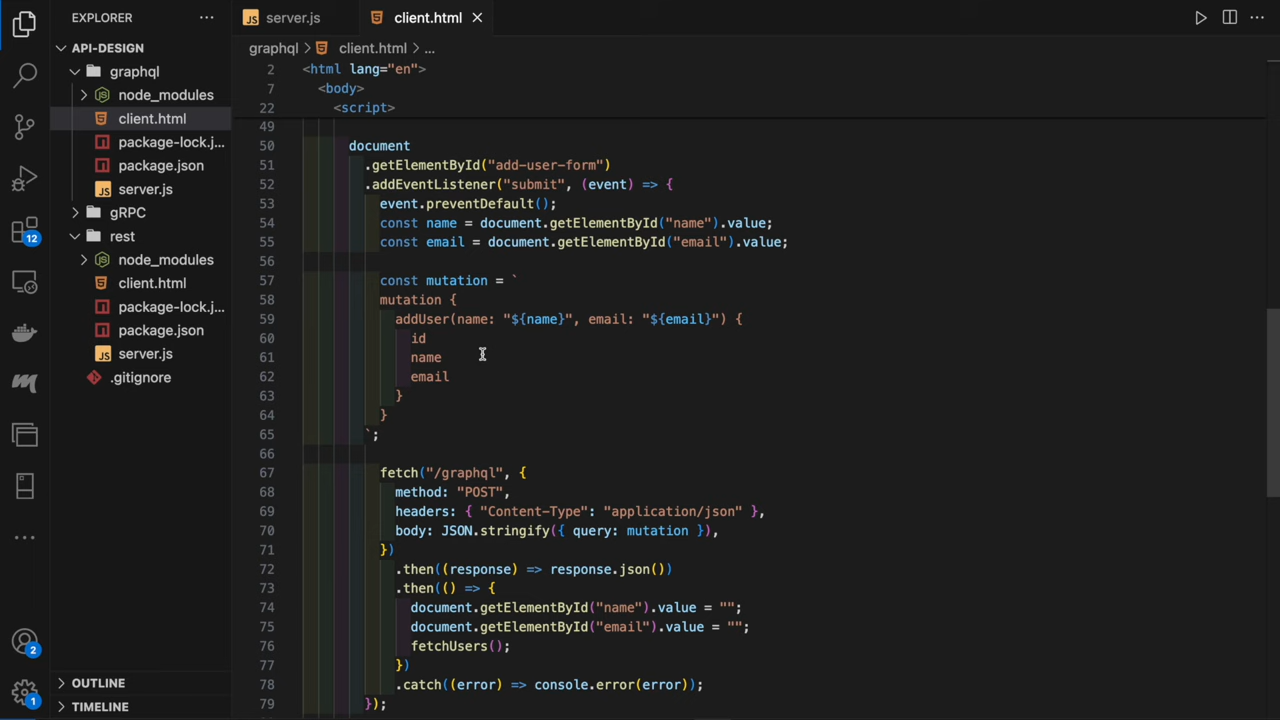 EXPLORER
API-DESIGN
graphql
node_modules
client.html
package-lock.j...
package.json
server.js
gRPC
rest
node_modules
client.html
package-lock.j...
package.json
server.js
.gitignore
OUTLINE
TIMELINE
12
2
1
server.js
client.html
graphql > client.html > ...
2 <html lang="en">
7 <body>
22 <script>
49
50 document
51 .getElementById("add-user-form")
52 .addEventListener("submit", (event) => {
53 event.preventDefault();
54 const name = document.getElementById("name").value;
55 const email = document.getElementById("email").value;
56
57 const mutation = `
58 mutation {
59 addUser(name: "${name}", email: "${email}") {
60 id
61 name
62 email
63 }
64 }
65 `;
66
67 fetch("/graphql", {
68 method: "POST",
69 headers: { "Content-Type": "application/json" },
70 body: JSON.stringify({ query: mutation }),
71 })
72 .then((response) => response.json())
73 .then(() => {
74 document.getElementById("name").value = "";
75 document.getElementById("email").value = "";
76 fetchUsers();
77 })
78 .catch((error) => console.error(error));
79 });